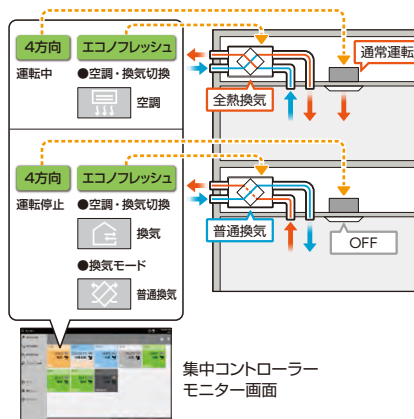 4方向
エコノフレッシュ
運転中
●空調・換気切換
空調
通常運転
全熱換気
4方向
エコノフレッシュ
運転停止
●空調・換気切換
換気
●換気モード
普通換気
普通換気
OFF
集中コントローラー
モニター画面